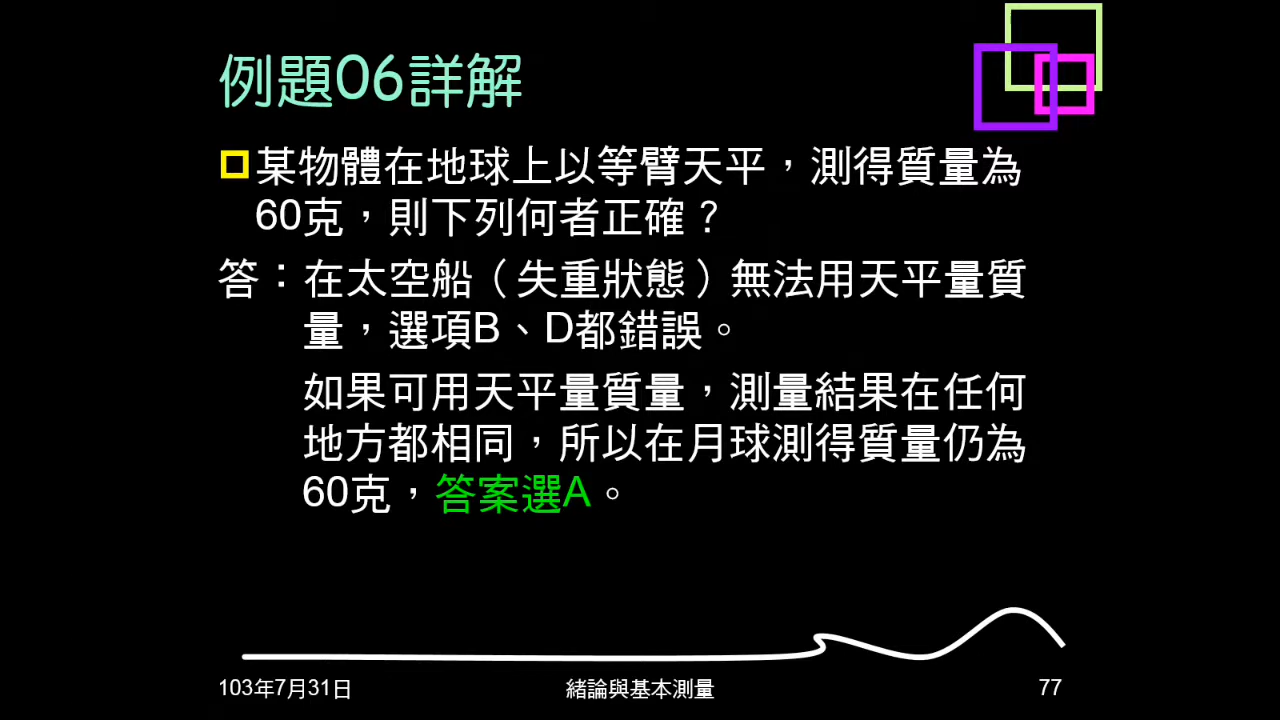 例題06詳解
某物體在地球上以等臂天平，測得質量為
60克，則下列何者正確？
答：在太空船（失重狀態）無法用天平量質
量，選項B、D都錯誤。
如果可用天平量質量，測量結果在任何
地方都相同，所以在月球測得質量仍為
60克，答案選A。
103年7月31日
緒論與基本測量
77